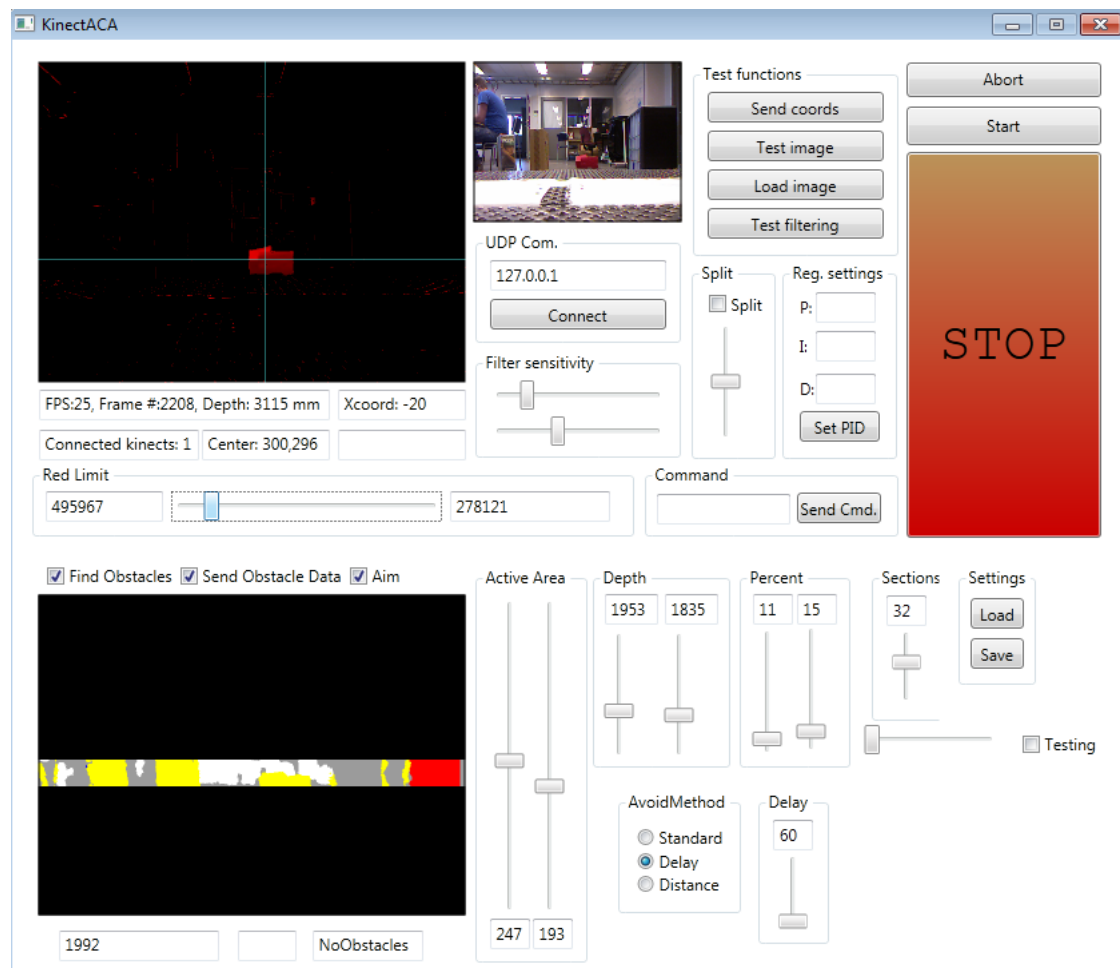 KinectACA
Test functions
Send coords
Test image
Load image
Test filtering
Abort
Start
STOP
UDP Com.
127.0.0.1
Connect
Split
Split
Reg. settings
P:
I:
D:
Set PID
Filter sensitivity
FPS:25, Frame #:2208, Depth: 3115 mm
Xcoord: -20
Connected kinects: 1
Center: 300,296
Red Limit
495967
278121
Command
Send Cmd.
Find Obstacles
Send Obstacle Data
Aim
Active Area
247
193
Depth
1953
1835
Percent
11
15
Sections
32
Settings
Load
Save
Testing
AvoidMethod
Standard
Delay
Distance
Delay
60
1992
NoObstacles